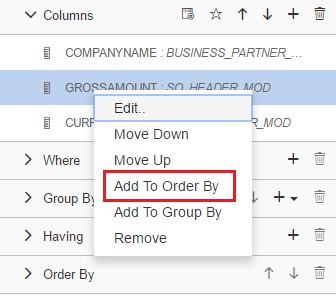 Columns
COMPANYNAME : BUSINESS_PARTNER_...
GROSSAMOUNT : SO_HEADER_MOD
Edit..
CURR
R_MOD
Move Down
Where
Move Up
Group By
Add To Order By
Add To Group By
Having
Remove
Order By